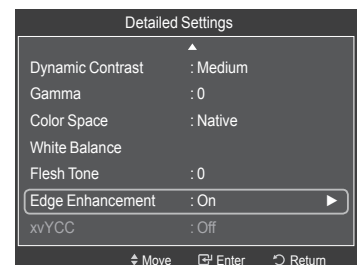 Detailed Settings
Dynamic Contrast : Medium
Gamma : 0
Color Space : Native
White Balance
Flesh Tone : 0
Edge Enhancement : On
xvYCC : Off
Move Enter Return